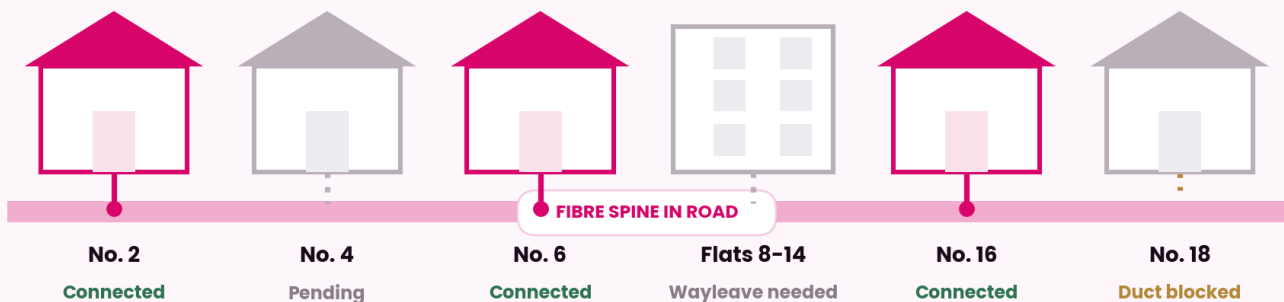 FIBRE SPINE IN ROAD
No. 2 No. 4 No. 6 Flats 8-14 No. 16 No. 18
Connected Pending Connected Wayleave needed Connected Duct blocked